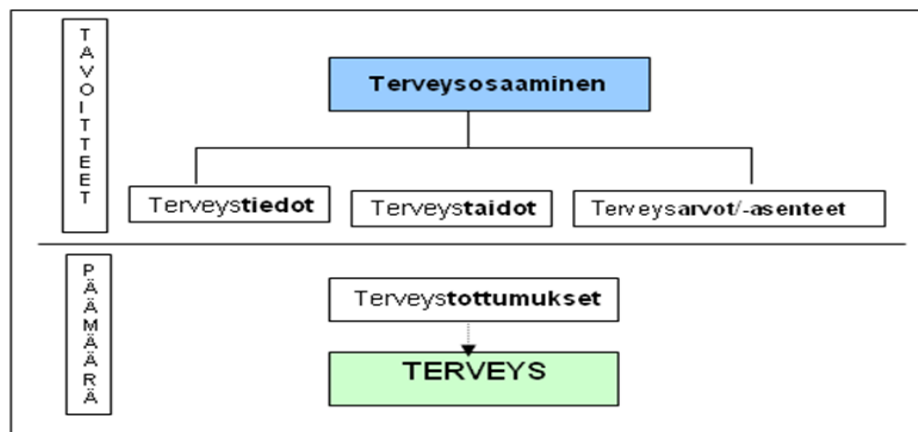 TAVOITTEET
Terveysosaaminen
Terveystiedot
Terveystaidot
Terveysarvot/-asenteet
PÄÄMÄÄRÄ
Terveystottumukset
TERVEYS